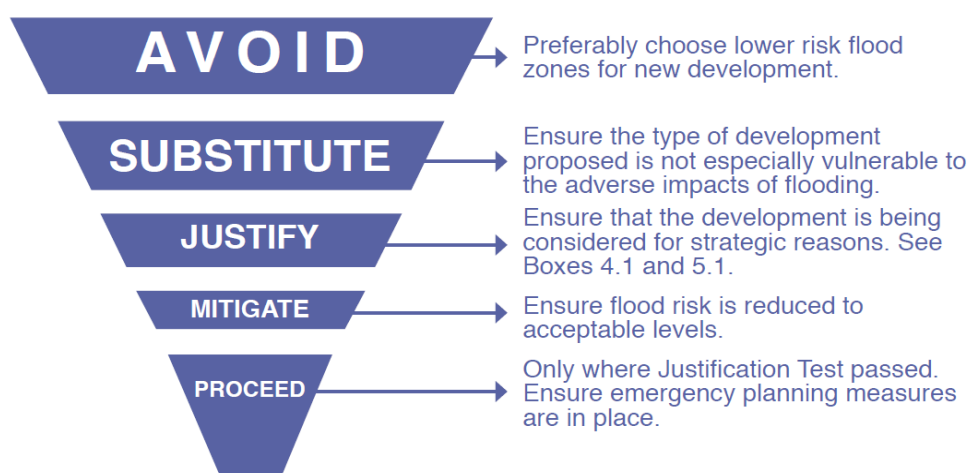 AVOID
Preferably choose lower risk flood
zones for new development.
SUBSTITUTE
Ensure the type of development
proposed is not especially vulnerable to
the adverse impacts of flooding.
JUSTIFY
Ensure that the development is being
considered for strategic reasons. See
Boxes 4.1 and 5.1.
MITIGATE
Ensure flood risk is reduced to
acceptable levels.
PROCEED
Only where Justification Test passed.
Ensure emergency planning measures
are in place.